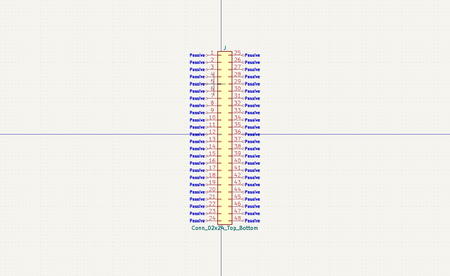 J
Passive 1 25 Passive
Passive 2 26 Passive
Passive 3 27 Passive
Passive 4 28 Passive
Passive 5 29 Passive
Passive 6 30 Passive
Passive 7 31 Passive
Passive 8 32 Passive
Passive 9 33 Passive
Passive 10 34 Passive
Passive 11 35 Passive
Passive 12 36 Passive
Passive 13 37 Passive
Passive 14 38 Passive
Passive 15 39 Passive
Passive 16 40 Passive
Passive 17 41 Passive
Passive 18 42 Passive
Passive 19 43 Passive
Passive 20 44 Passive
Passive 21 45 Passive
Passive 22 46 Passive
Passive 23 47 Passive
Passive 24 48 Passive
Conn_02x24_Top_Bottom